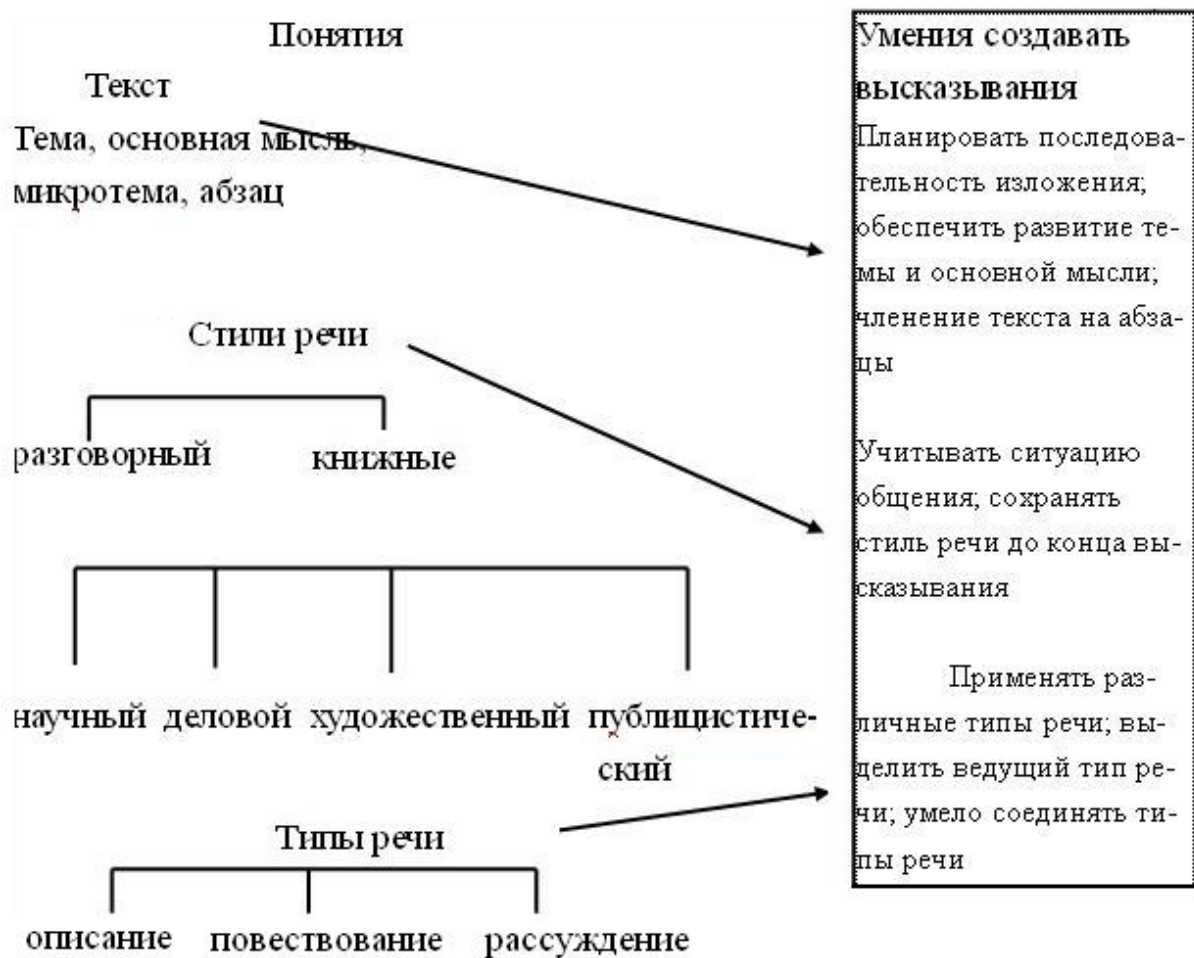 Понятия
Текст
Тема, основная мысль,
микротема, абзац
Стили речи
разговорный книжные
научный деловой художественный публицистиче-
ский
Типы речи
описание повествование рассуждение
Умения создавать
высказывания
Планировать последова-
тельность изложения;
обеспечить развитие те-
мы и основной мысли;
членение текста на абза-
цы
Учитывать ситуацию
общения; сохранять
стиль речи до конца вы-
сказывания
Применять раз-
личные типы речи; вы-
делить ведущий тип ре-
чи; умело соединять ти-
пы речи